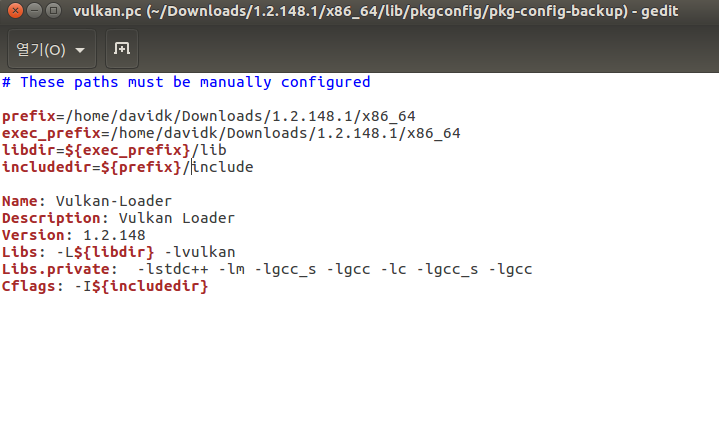 vulkan.pc (~/Downloads/1.2.148.1/x86_64/lib/pkgconfig/pkg-config-backup) - gedit
열기(O)
# These paths must be manually configured
prefix=/home/davidk/Downloads/1.2.148.1/x86_64
exec_prefix=/home/davidk/Downloads/1.2.148.1/x86_64
libdir=${exec_prefix}/lib
includedir=${prefix}/include
Name: Vulkan-Loader
Description: Vulkan Loader
Version: 1.2.148
Libs: -L${libdir} -lvulkan
Libs.private:  -lstdc++ -lm -lgcc_s -lgcc -lc -lgcc_s -lgcc
Cflags: -I${includedir}